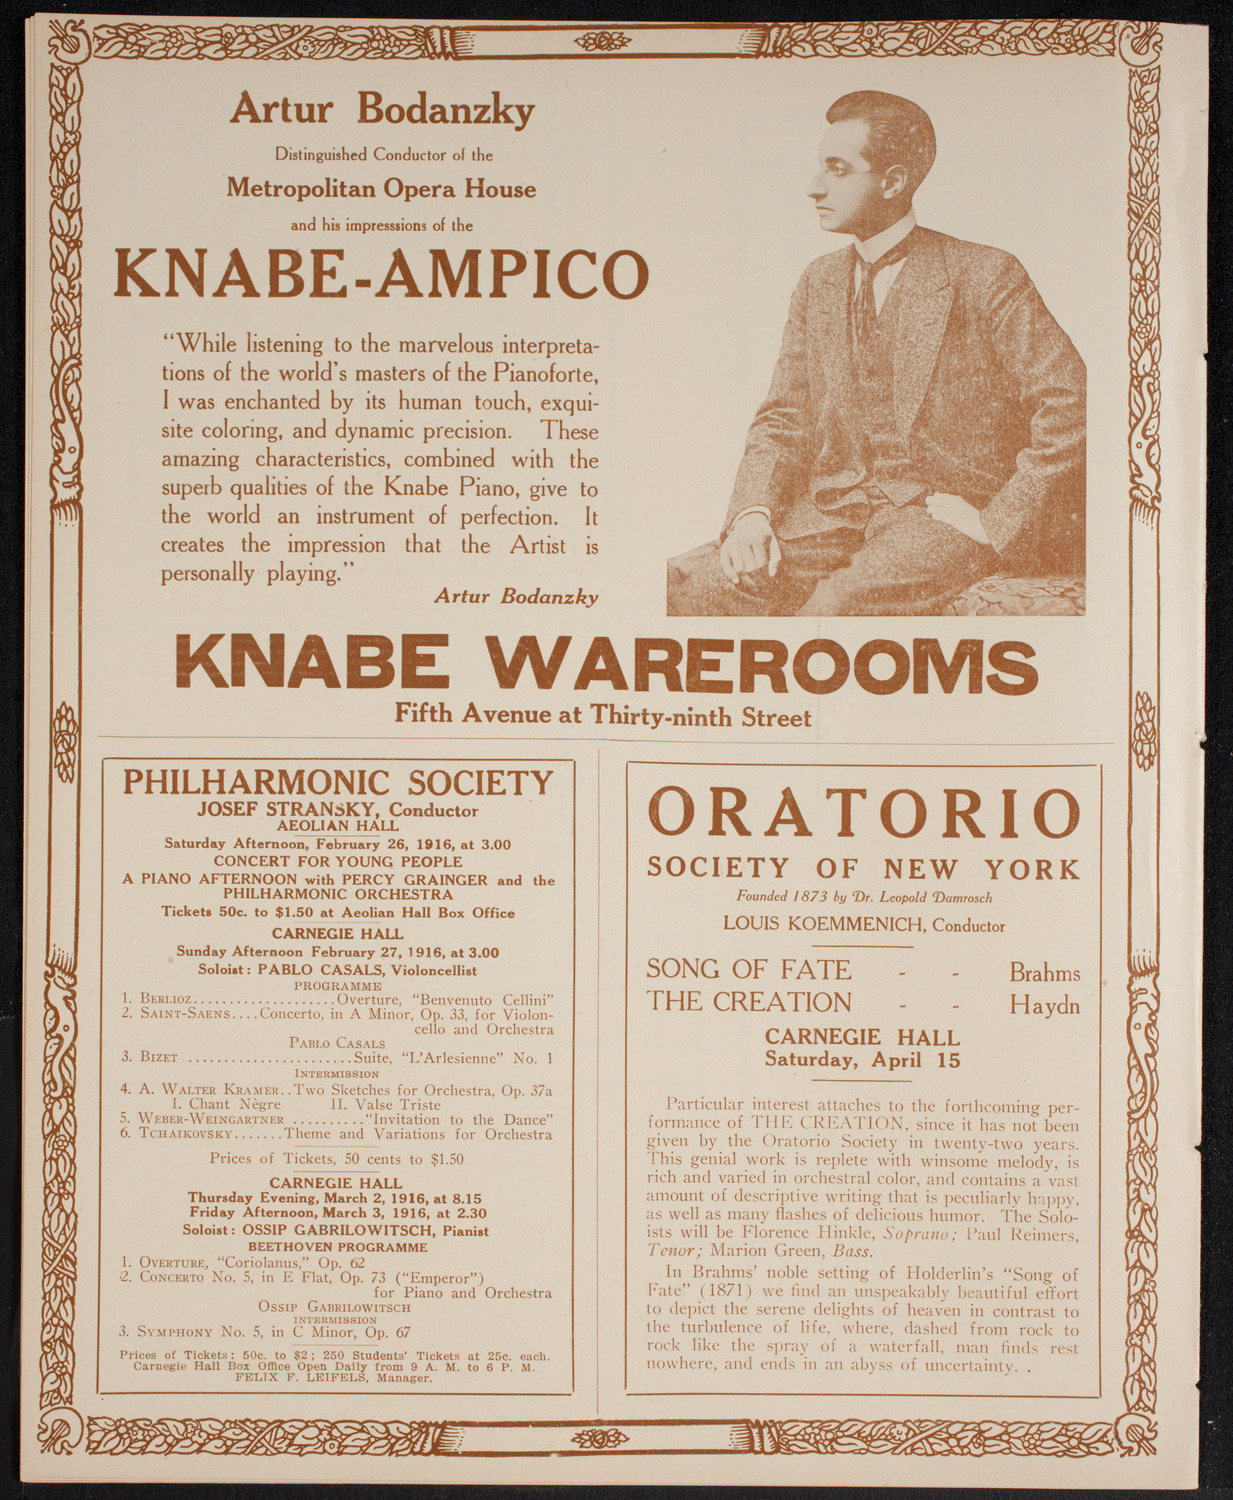 Artur Bodanzky
Distinguished Conductor of the
Metropolitan Opera House
and his impresssions of the
KNABE-AMPICO
“While listening to the marvelous interpreta-
tions of the world's masters of the Pianoforte,
I was enchanted by its human touch, exqui-
site coloring, and dynamic precision. These
amazing characteristics, combined with the
superb qualities of the Knabe Piano, give to
the world an instrument of perfection. It
creates the impression that the Artist is
personally playing.”
Artur Bodanzky
KNABE WAREROOMS
Fifth Avenue at Thirty-ninth Street
PHILHARMONIC SOCIETY
JOSEF STRANSKY, Conductor
AEOLIAN HALL
Saturday Afternoon, February 26, 1916, at 3.00
CONCERT FOR YOUNG PEOPLE
A PIANO AFTERNOON with PERCY GRAINGER and the
PHILHARMONIC ORCHESTRA
Tickets 50c. to $1.50 at Aeolian Hall Box Office
CARNEGIE HALL
Sunday Afternoon February 27, 1916, at 3.00
Soloist: PABLO CASALS, Violoncellist
PROGRAMME
1. BERLIOZ....................Overture, “Benvenuto Cellini”
2. SAINT-SAENS....Concerto, in A Minor, Op. 33, for Violon-
cello and Orchestra
PABLO CASALS
3. BIZET .......................Suite, “L'Arlesienne” No. 1
INTERMISSION
4. A. WALTER KRAMER..Two Sketches for Orchestra, Op. 37a
I. Chant Nègre II. Valse Triste
5. WEBER-WEINGARTNER ..........“Invitation to the Dance”
6. TCHAIKOVSKY.......Theme and Variations for Orchestra
Prices of Tickets, 50 cents to $1.50
CARNEGIE HALL
Thursday Evening, March 2, 1916, at 8.15
Friday Afternoon, March 3, 1916, at 2.30
Soloist: OSSIP GABRILOWITSCH, Pianist
BEETHOVEN PROGRAMME
1. OVERTURE, “Coriolanus,” Op. 62
2. CONCERTO No. 5, in E Flat, Op. 73 (“Emperor”)
for Piano and Orchestra
OSSIP GABRILOWITSCH
INTERMISSION
3. SYMPHONY No. 5, in C Minor, Op. 67
Prices of Tickets: 50c. to $2; 250 Students' Tickets at 25c. each.
Carnegie Hall Box Office Open Daily from 9 A. M. to 6 P. M.
FELIX F. LEIFELS, Manager.
ORATORIO
SOCIETY OF NEW YORK
Founded 1873 by Dr. Leopold Damrosch
LOUIS KOEMMENICH, Conductor
SONG OF FATE - - Brahms
THE CREATION - - Haydn
CARNEGIE HALL
Saturday, April 15
Particular interest attaches to the forthcoming per-
formance of THE CREATION, since it has not been
given by the Oratorio Society in twenty-two years.
This genial work is replete with winsome melody, is
rich and varied in orchestral color, and contains a vast
amount of descriptive writing that is peculiarly happy,
as well as many flashes of delicious humor. The Solo-
ists will be Florence Hinkle, Soprano; Paul Reimers,
Tenor; Marion Green, Bass.
In Brahms' noble setting of Holderlin's “Song of
Fate” (1871) we find an unspeakably beautiful effort
to depict the serene delights of heaven in contrast to
the turbulence of life, where, dashed from rock to
rock like the spray of a waterfall, man finds rest
nowhere, and ends in an abyss of uncertainty. .